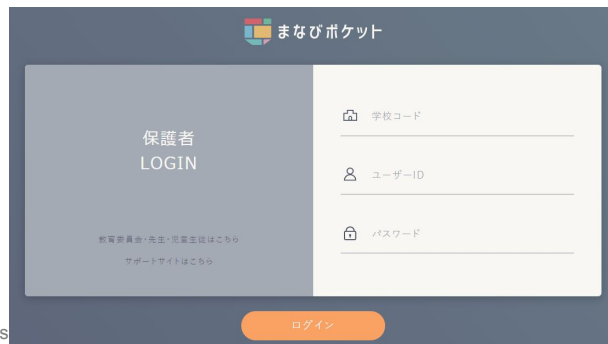 まなびポケット
保護者
LOGIN
教育委員会・先生・児童生徒はこちら
サポートサイトはこちら
学校コード
ユーザーID
パスワード
ログイン
s